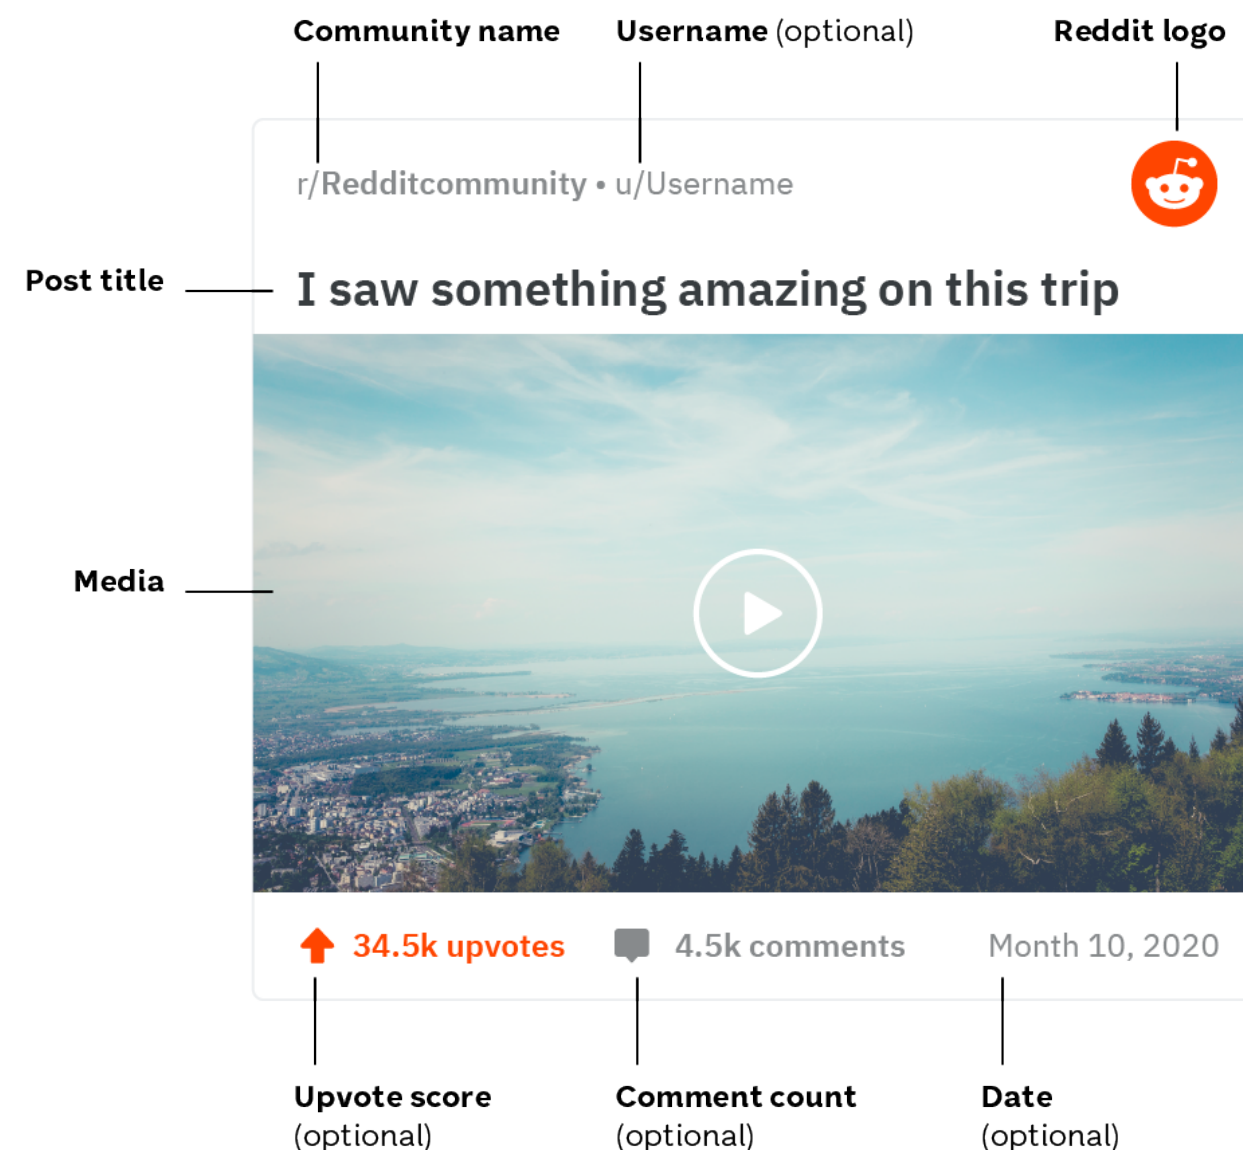 Community name
Username (optional)
Reddit logo
r/Redditcommunity • u/Username
Post title
I saw something amazing on this trip
Media
34.5k upvotes
4.5k comments
Month 10, 2020
Upvote score
(optional)
Comment count
(optional)
Date
(optional)